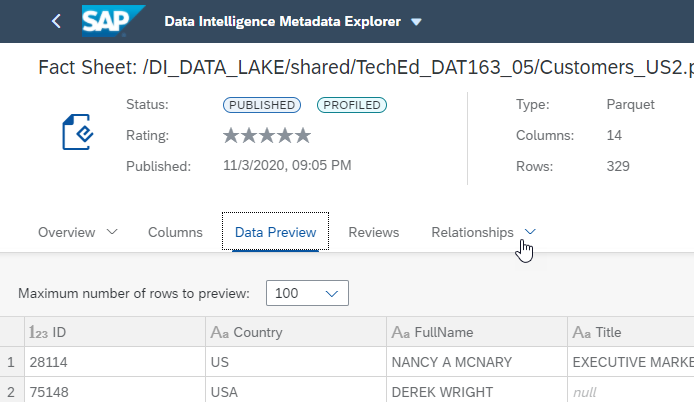 SAP Data Intelligence Metadata Explorer
Fact Sheet: /DI_DATA_LAKE/shared/TechEd_DAT163_05/Customers_US2.p
Status: PUBLISHED PROFILED Type: Parquet
Rating: Columns: 14
Published: 11/3/2020, 09:05 PM Rows: 329
Overview Columns Data Preview Reviews Relationships
Maximum number of rows to preview: 100
123 ID Aa Country Aa FullName Aa Title
1 28114 US NANCY A MCNARY EXECUTIVE MARKE
2 75148 USA DEREK WRIGHT null